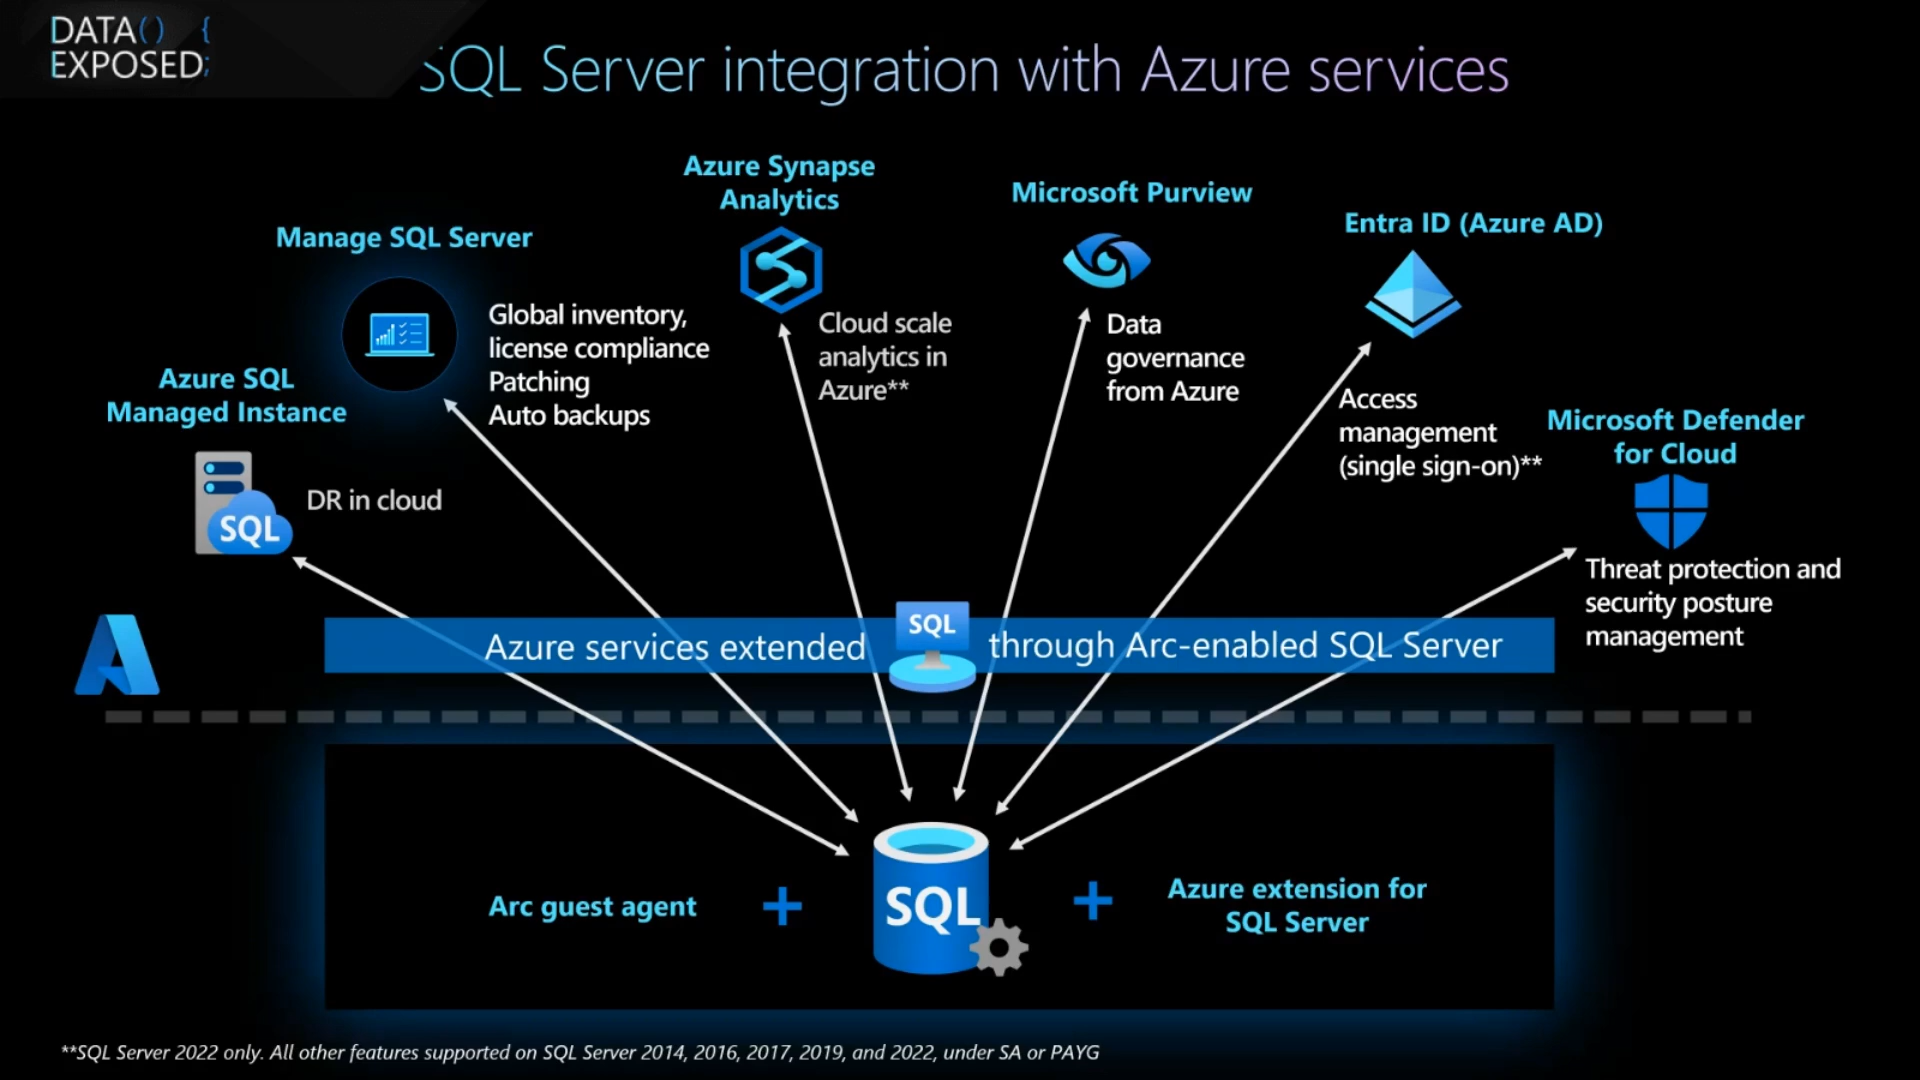 DATA() {
EXPOSED;
SQL Server integration with Azure services
Azure Synapse
Analytics
Cloud scale
analytics in
Azure**
Microsoft Purview
Data
governance
from Azure
Entra ID (Azure AD)
Access
management
(single sign-on)**
Manage SQL Server
Global inventory,
license compliance
Patching
Auto backups
Azure SQL
Managed Instance
SQL
DR in cloud
Microsoft Defender
for Cloud
Threat protection and
security posture
management
Azure services extended
SQL
through Arc-enabled SQL Server
Arc guest agent
+
SQL
+
Azure extension for
SQL Server
**SQL Server 2022 only. All other features supported on SQL Server 2014, 2016, 2017, 2019, and 2022, under SA or PAYG